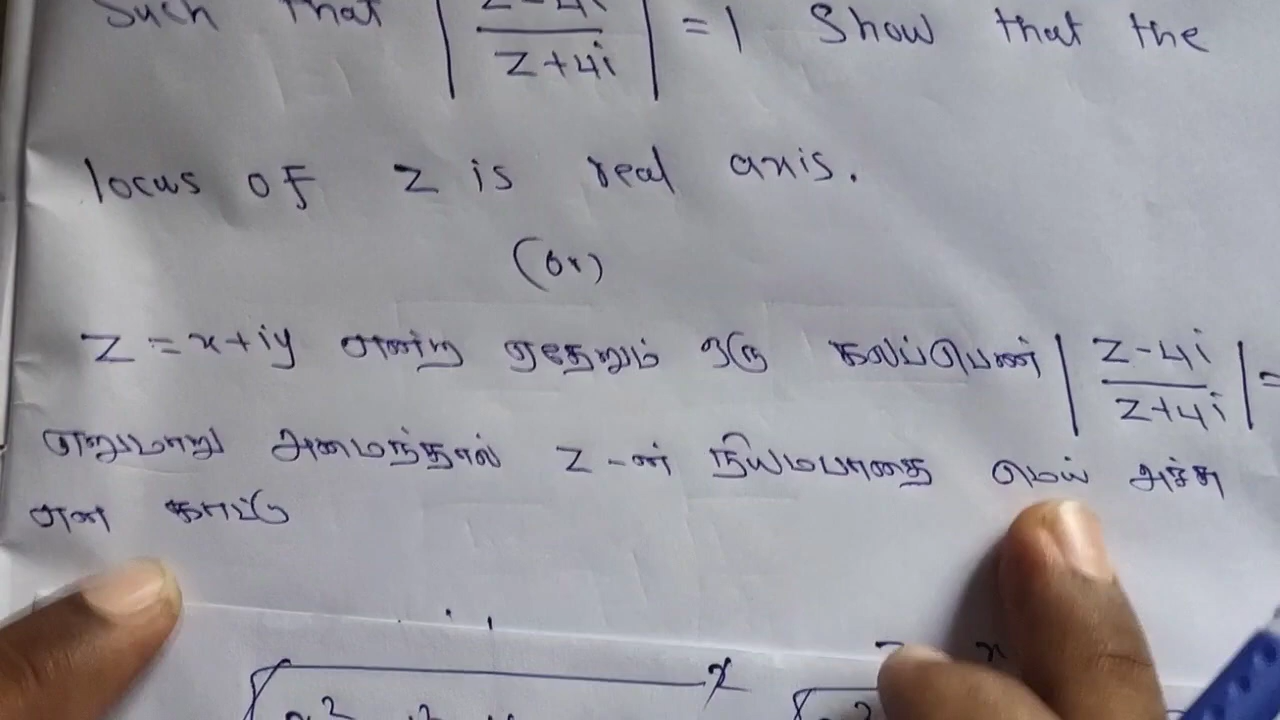 Such that | z-4i / z+4i | = 1 Show that the
locus of z is real axis.
(or)
z = x+iy என்ற ஏதேனும் ஒரு கலப்பெண் | z-4i / z+4i | =
எனுமாறு அமைந்தால் z-ன் நியமபாதை மெய் அச்சு
என காட்டு